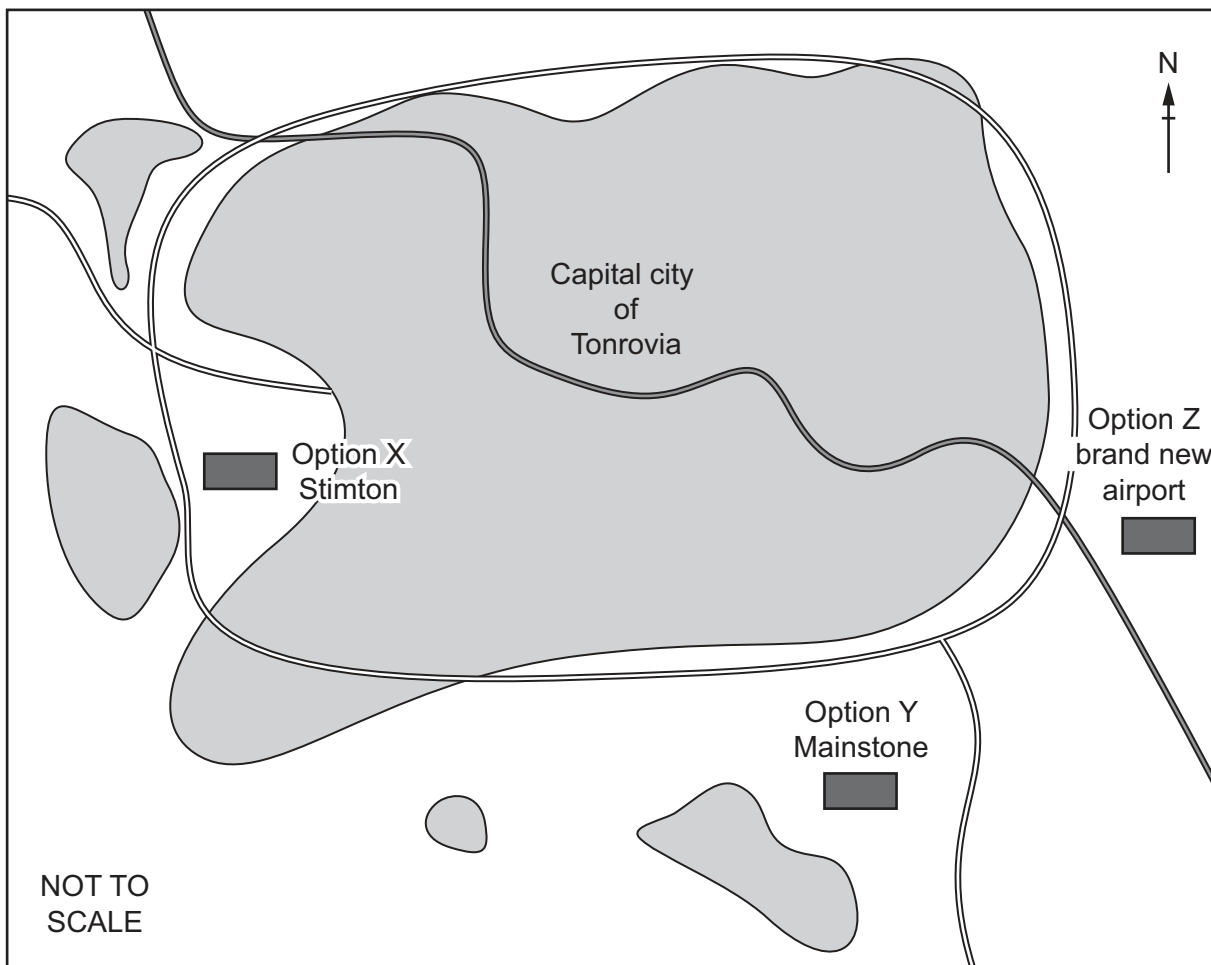 N
Capital city
of
Tonrovia
Option Z
brand new
airport
Option X
Stimton
Option Y
Mainstone
NOT TO
SCALE